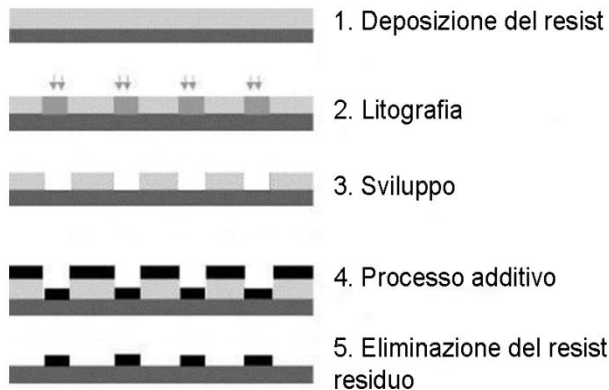 1. Deposizione del resist
2. Litografia
3. Sviluppo
4. Processo additivo
5. Eliminazione del resist
residuo